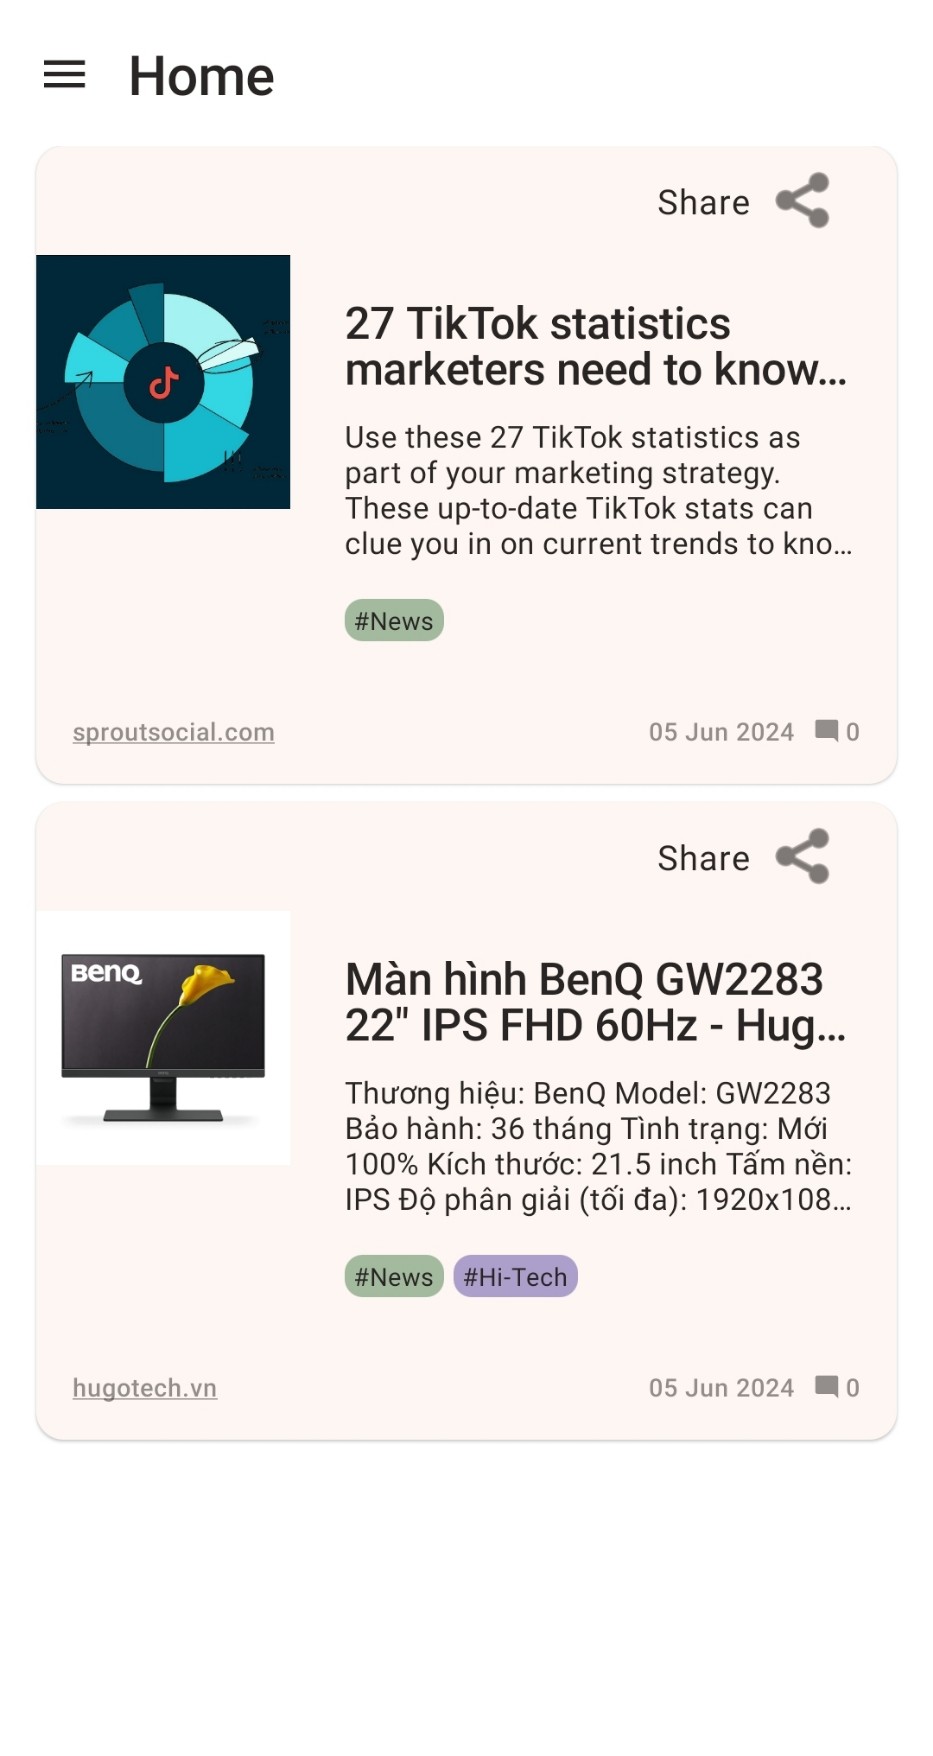 Home
Share
27 TikTok statistics
marketers need to know...
Use these 27 TikTok statistics as
part of your marketing strategy.
These up-to-date TikTok stats can
clue you in on current trends to kno...
#News
sproutsocial.com
05 Jun 2024 0
Share
BenQ
Màn hình BenQ GW2283
22" IPS FHD 60Hz - Hug...
Thương hiệu: BenQ Model: GW2283
Bảo hành: 36 tháng Tình trạng: Mới
100% Kích thước: 21.5 inch Tấm nền:
IPS Độ phân giải (tối đa): 1920x108...
#News #Hi-Tech
hugotech.vn
05 Jun 2024 0